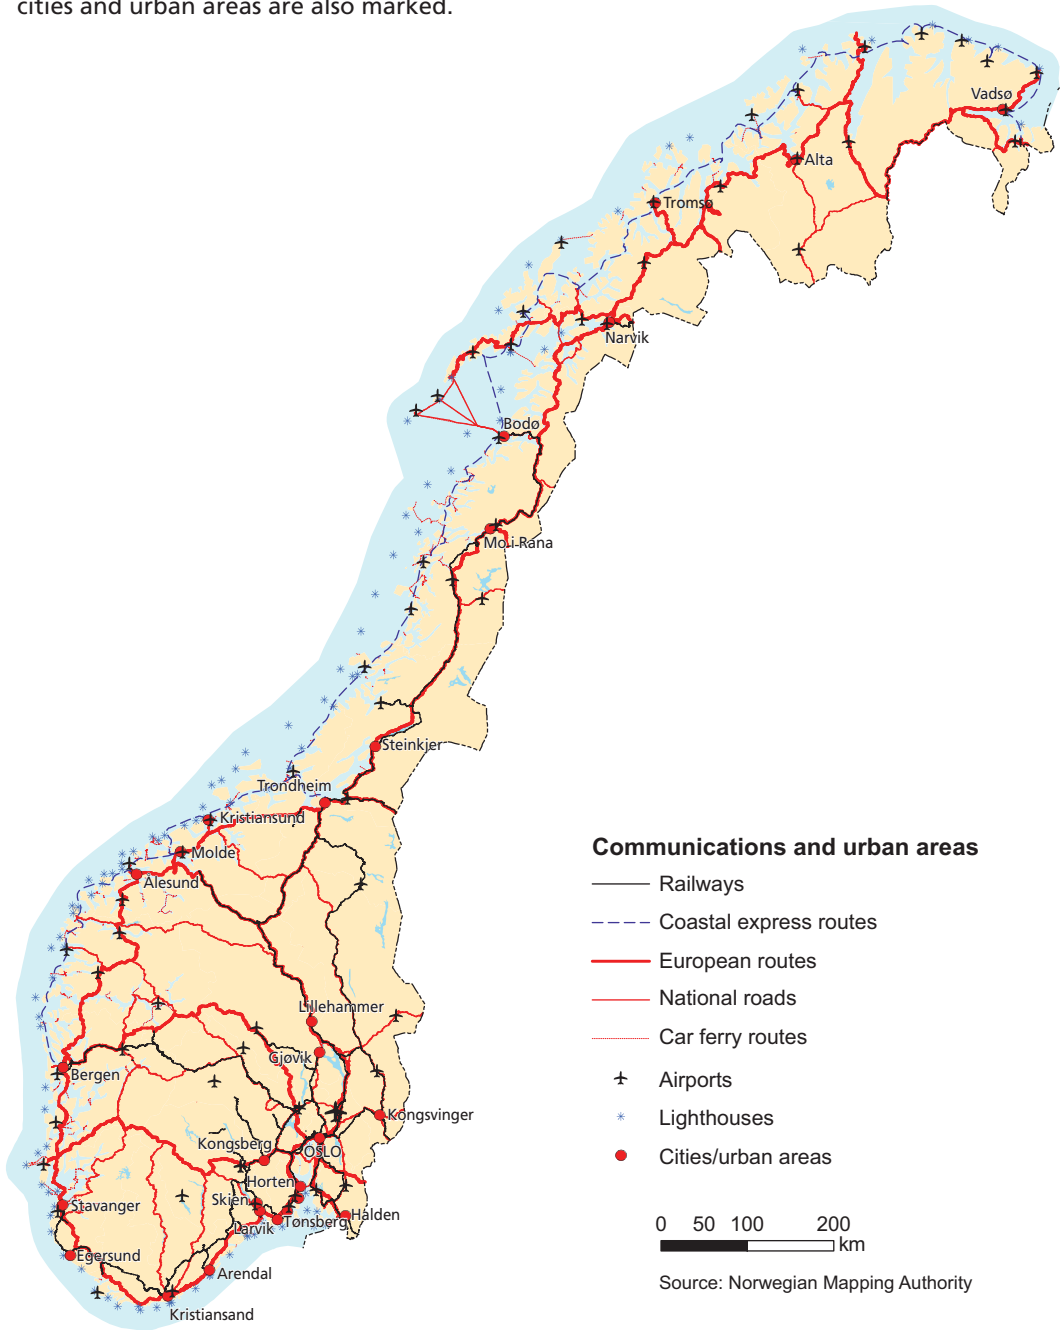 cities and urban areas are also marked.
Vadsø
Alta
Tromsø
Narvik
Bodø
Mo i Rana
Steinkjer
Trondheim
Kristiansund
Molde
Ålesund
Lillehammer
Gjøvik
Bergen
Kongsvinger
Kongsberg
OSLO
Horten
Skien
Stavanger
Larvik
Tønsberg
Halden
Egersund
Arendal
Kristiansand
Communications and urban areas
Railways
Coastal express routes
European routes
National roads
Car ferry routes
Airports
Lighthouses
Cities/urban areas
0 50 100 200
km
Source: Norwegian Mapping Authority